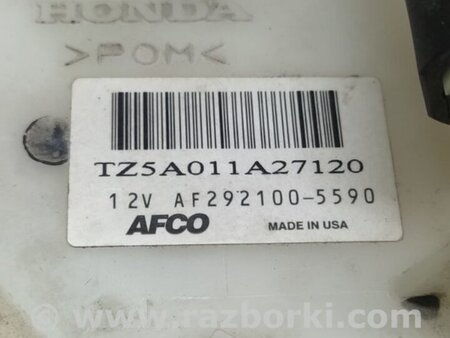 HONDA
>POM<
TZ5A011A27120
12V AF292100-5590
AFCO MADE IN USA
www.razborki.com